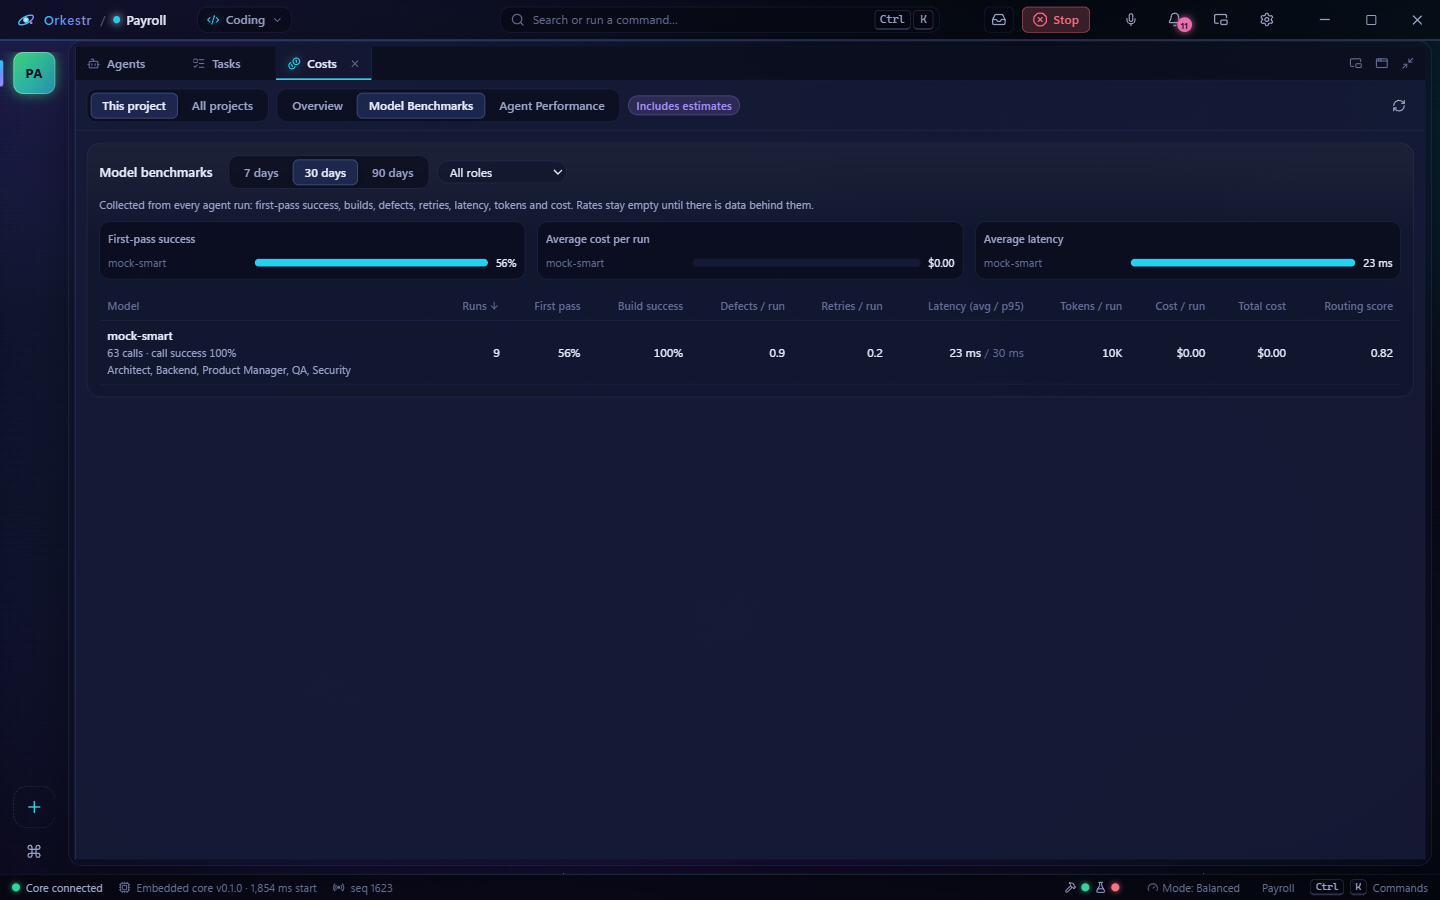 Orkestr / Payroll
Coding
Search or run a command...
Ctrl K
Stop
11
PA
Agents
Tasks
Costs
This project
All projects
Overview
Model Benchmarks
Agent Performance
Includes estimates
Model benchmarks
7 days
30 days
90 days
All roles
Collected from every agent run: first-pass success, builds, defects, retries, latency, tokens and cost. Rates stay empty until there is data behind them.
First-pass success
mock-smart 56%
Average cost per run
mock-smart $0.00
Average latency
mock-smart 23 ms
Model Runs ↓ First pass Build success Defects / run Retries / run Latency (avg / p95) Tokens / run Cost / run Total cost Routing score
mock-smart
63 calls · call success 100%
Architect, Backend, Product Manager, QA, Security
9 56% 100% 0.9 0.2 23 ms / 30 ms 10K $0.00 $0.00 0.82
Core connected
Embedded core v0.1.0 · 1,854 ms start
seq 1623
Mode: Balanced
Payroll
Ctrl K Commands